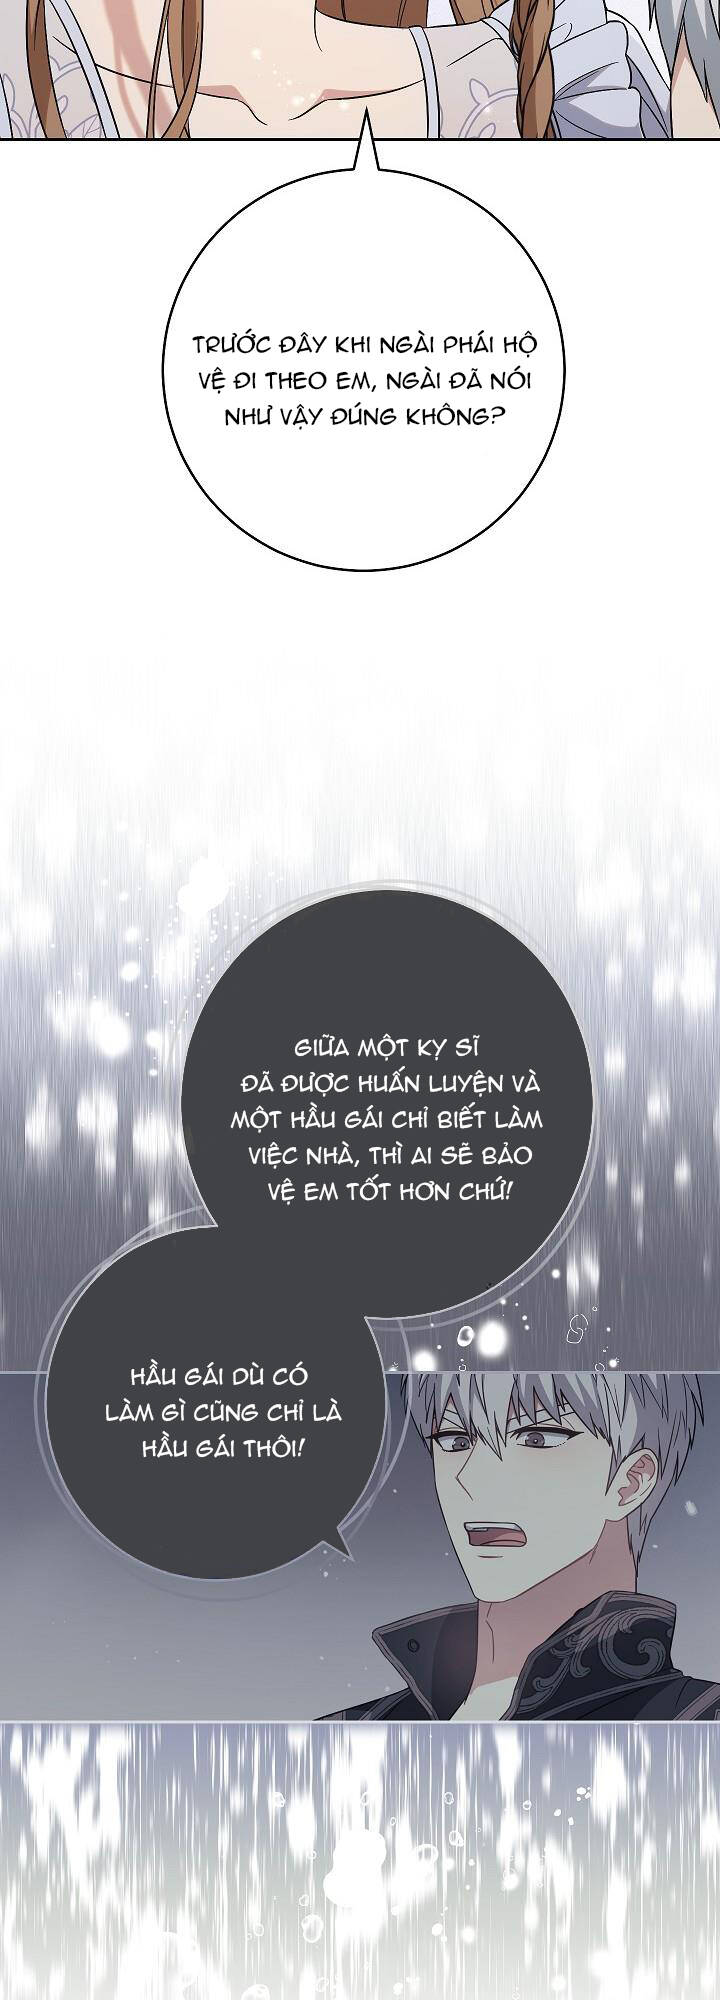 TRƯỚC ĐÂY KHI NGÀI PHÁI HỘ
VỆ ĐI THEO EM, NGÀI ĐÃ NÓI
NHƯ VẬY ĐÚNG KHÔNG?
GIỮA MỘT KỴ SĨ
ĐÃ ĐƯỢC HUẤN LUYỆN VÀ
MỘT HẦU GÁI CHỈ BIẾT LÀM
VIỆC NHÀ, THÌ AI SẼ BẢO
VỆ EM TỐT HƠN CHỨ!
HẦU GÁI DÙ CÓ
LÀM GÌ CŨNG CHỈ LÀ
HẦU GÁI THÔI!